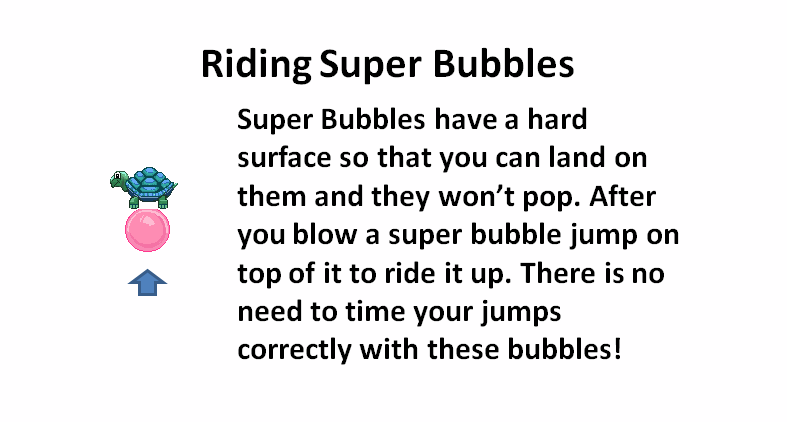 Riding Super Bubbles
Super Bubbles have a hard
surface so that you can land on
them and they won’t pop. After
you blow a super bubble jump on
top of it to ride it up. There is no
need to time your jumps
correctly with these bubbles!